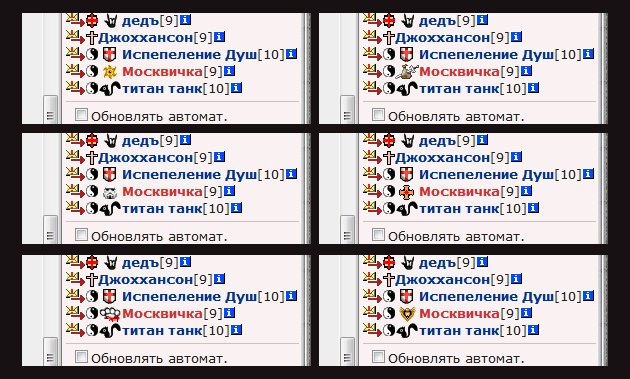 дедъ[9]
Джоххансон[9]
Испепеление Душ[10]
Москвичка[9]
титан танк[10]
Обновлять автомат.
дедъ[9]
Джоххансон[9]
Испепеление Душ[10]
Москвичка[9]
титан танк[10]
Обновлять автомат.
дедъ[9]
Джоххансон[9]
Испепеление Душ[10]
Москвичка[9]
титан танк[10]
Обновлять автомат.
дедъ[9]
Джоххансон[9]
Испепеление Душ[10]
Москвичка[9]
титан танк[10]
Обновлять автомат.
дедъ[9]
Джоххансон[9]
Испепеление Душ[10]
Москвичка[9]
титан танк[10]
Обновлять автомат.
дедъ[9]
Джоххансон[9]
Испепеление Душ[10]
Москвичка[9]
титан танк[10]
Обновлять автомат.